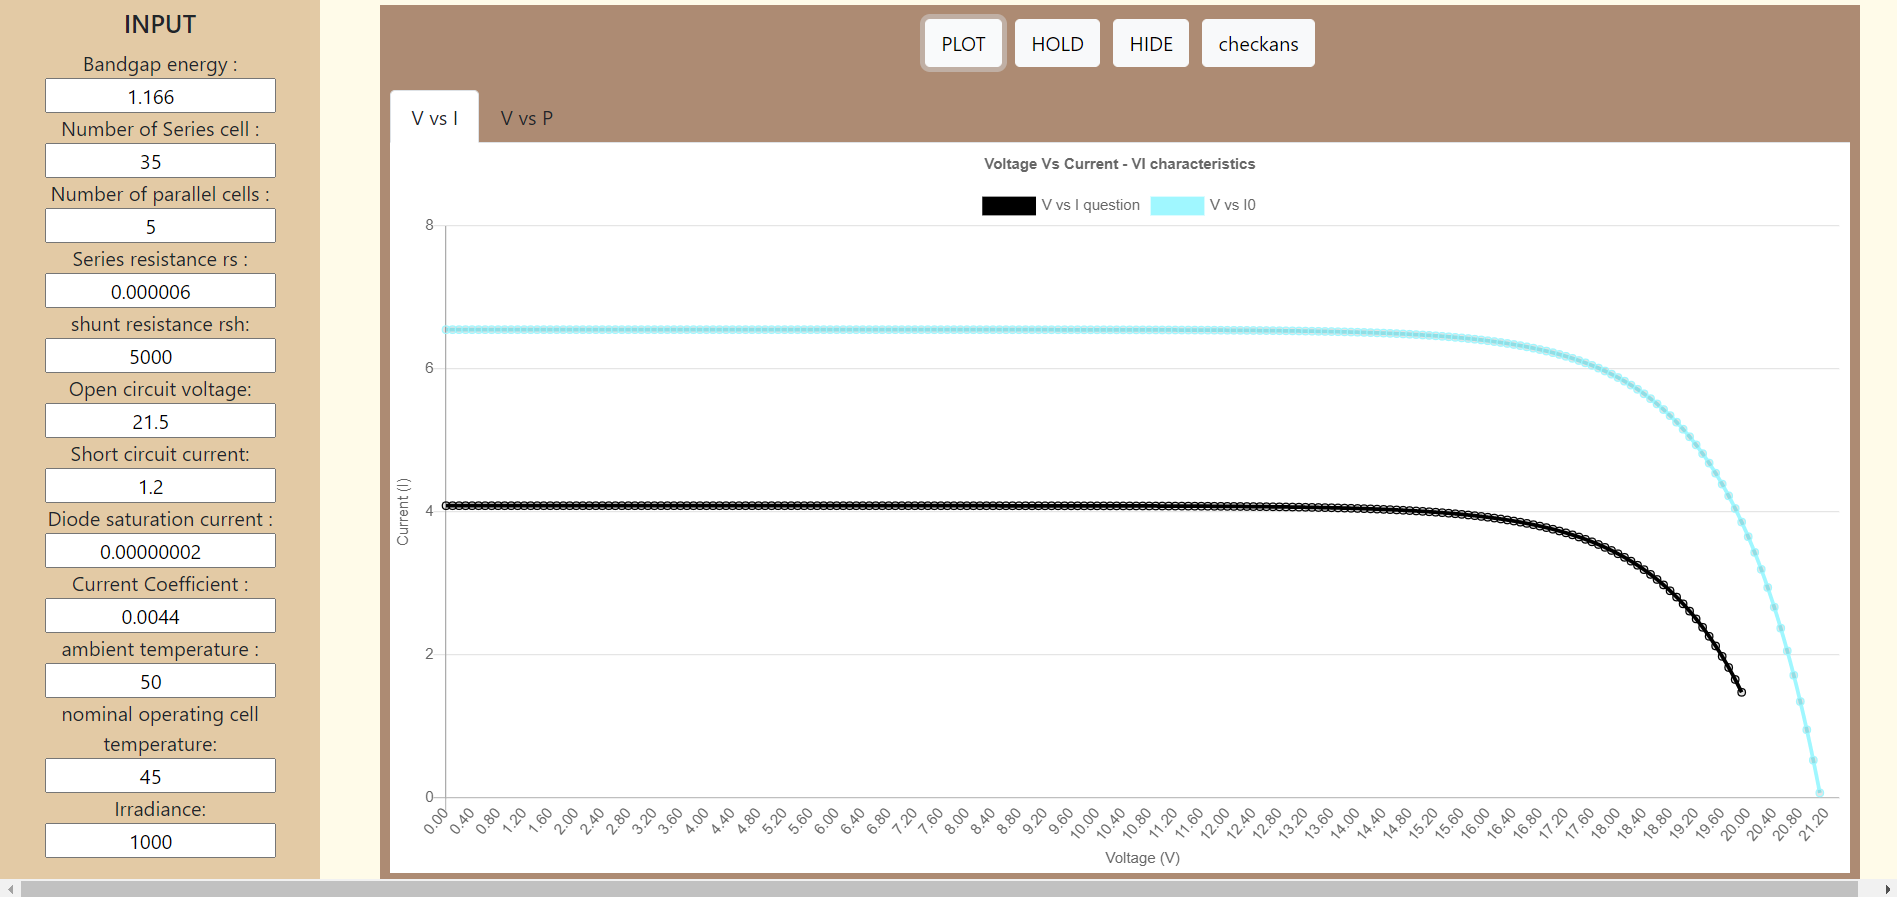 INPUT
Bandgap energy :
1.166
Number of Series cell :
35
Number of parallel cells :
5
Series resistance rs :
0.000006
shunt resistance rsh:
5000
Open circuit voltage:
21.5
Short circuit current:
1.2
Diode saturation current :
0.00000002
Current Coefficient :
0.0044
ambient temperature :
50
nominal operating cell
temperature:
45
Irradiance:
1000
PLOT HOLD HIDE checkans
V vs I V vs P
Voltage Vs Current - VI characteristics
V vs I question V vs I0
8
6
4
2
0
Current (I)
0.00 0.40 0.80 1.20 1.60 2.00 2.40 2.80 3.20 3.60 4.00 4.40 4.80 5.20 5.60 6.00 6.40 6.80 7.20 7.60 8.00 8.40 8.80 9.20 9.60 10.00 10.40 10.80 11.20 11.60 12.00 12.40 12.80 13.20 13.60 14.00 14.40 14.80 15.20 15.60 16.00 16.40 16.80 17.20 17.60 18.00 18.40 18.80 19.20 19.60 20.00 20.40 20.80 21.20
Voltage (V)